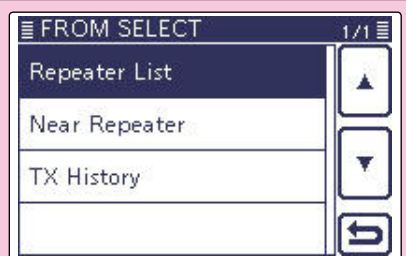 FROM SELECT 1/1
Repeater List
Near Repeater
TX History